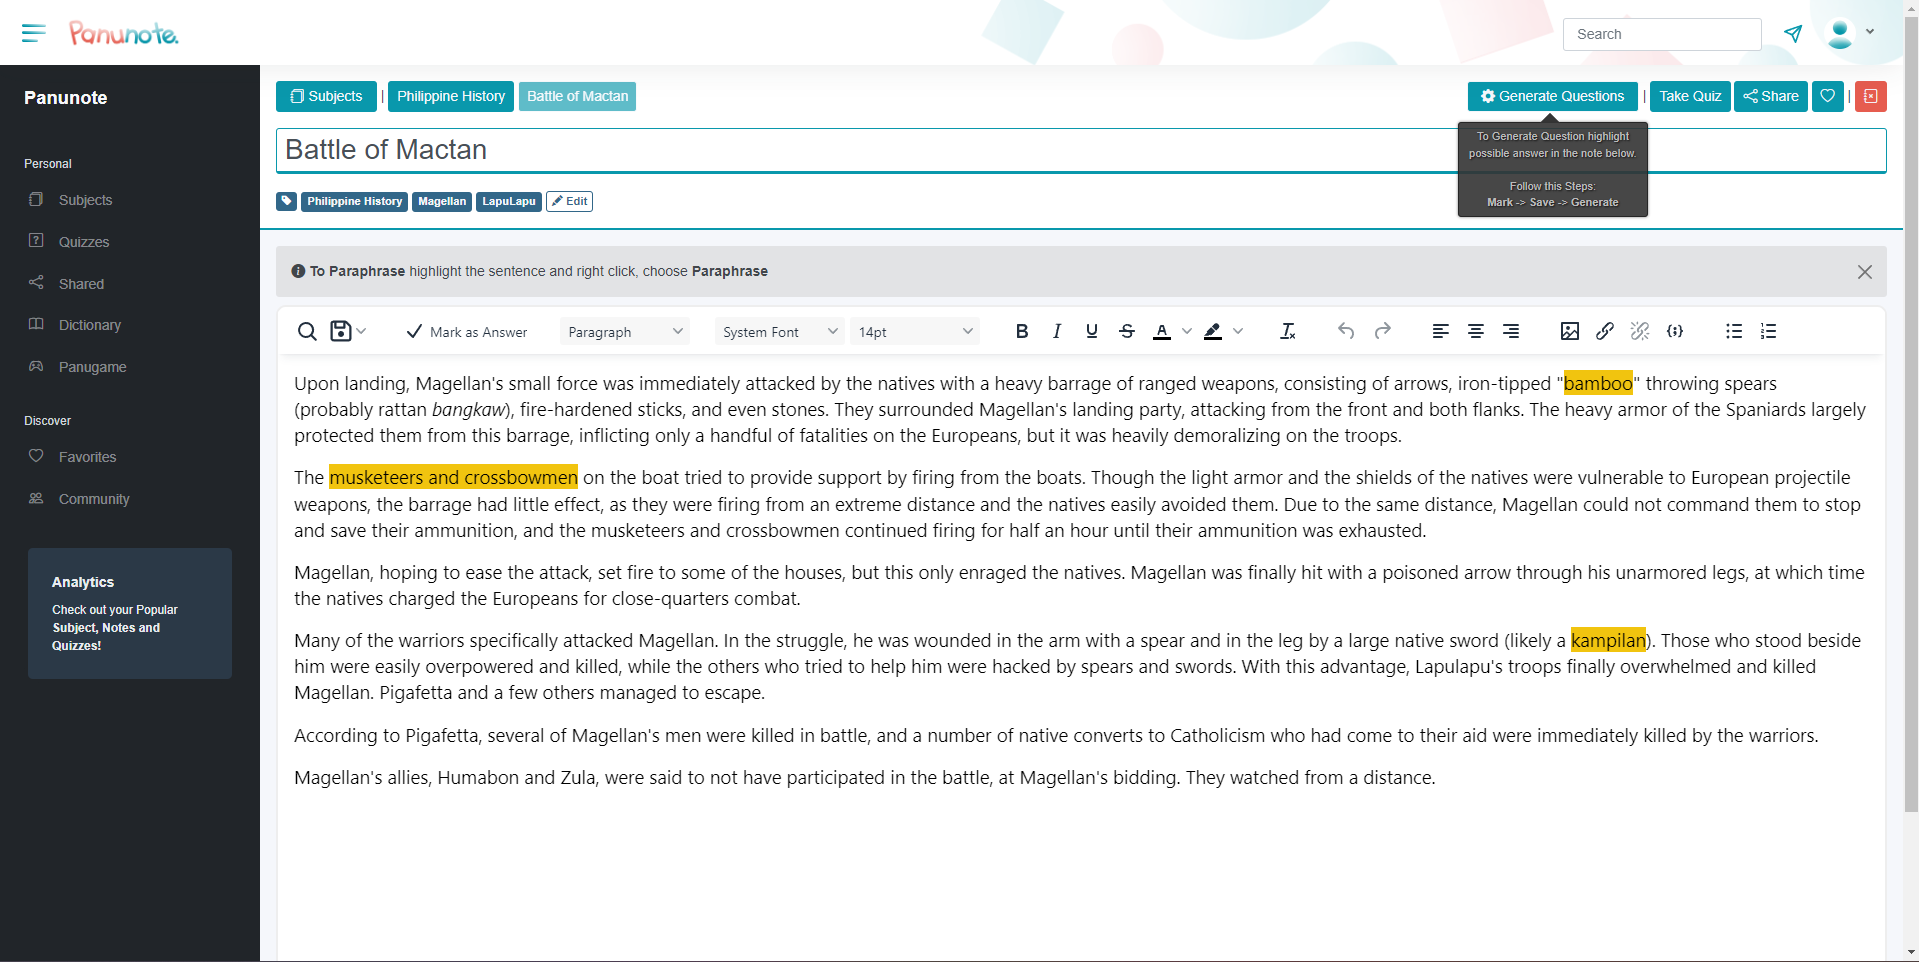 Panunote.
Search
Panunote
Personal
Subjects
Quizzes
Shared
Dictionary
Panugame
Discover
Favorites
Community
Analytics
Check out your Popular
Subject, Notes and
Quizzes!
Subjects | Philippine History Battle of Mactan
Generate Questions | Take Quiz Share |
To Generate Question highlight
possible answer in the note below.
Follow this Steps:
Mark -> Save -> Generate
Battle of Mactan
Philippine History Magellan LapuLapu Edit
To Paraphrase highlight the sentence and right click, choose Paraphrase
Mark as Answer Paragraph System Font 14pt B I U S A
Upon landing, Magellan's small force was immediately attacked by the natives with a heavy barrage of ranged weapons, consisting of arrows, iron-tipped "bamboo" throwing spears
(probably rattan bangkaw), fire-hardened sticks, and even stones. They surrounded Magellan's landing party, attacking from the front and both flanks. The heavy armor of the Spaniards largely
protected them from this barrage, inflicting only a handful of fatalities on the Europeans, but it was heavily demoralizing on the troops.
The musketeers and crossbowmen on the boat tried to provide support by firing from the boats. Though the light armor and the shields of the natives were vulnerable to European projectile
weapons, the barrage had little effect, as they were firing from an extreme distance and the natives easily avoided them. Due to the same distance, Magellan could not command them to stop
and save their ammunition, and the musketeers and crossbowmen continued firing for half an hour until their ammunition was exhausted.
Magellan, hoping to ease the attack, set fire to some of the houses, but this only enraged the natives. Magellan was finally hit with a poisoned arrow through his unarmored legs, at which time
the natives charged the Europeans for close-quarters combat.
Many of the warriors specifically attacked Magellan. In the struggle, he was wounded in the arm with a spear and in the leg by a large native sword (likely a kampilan). Those who stood beside
him were easily overpowered and killed, while the others who tried to help him were hacked by spears and swords. With this advantage, Lapulapu's troops finally overwhelmed and killed
Magellan. Pigafetta and a few others managed to escape.
According to Pigafetta, several of Magellan's men were killed in battle, and a number of native converts to Catholicism who had come to their aid were immediately killed by the warriors.
Magellan's allies, Humabon and Zula, were said to not have participated in the battle, at Magellan's bidding. They watched from a distance.